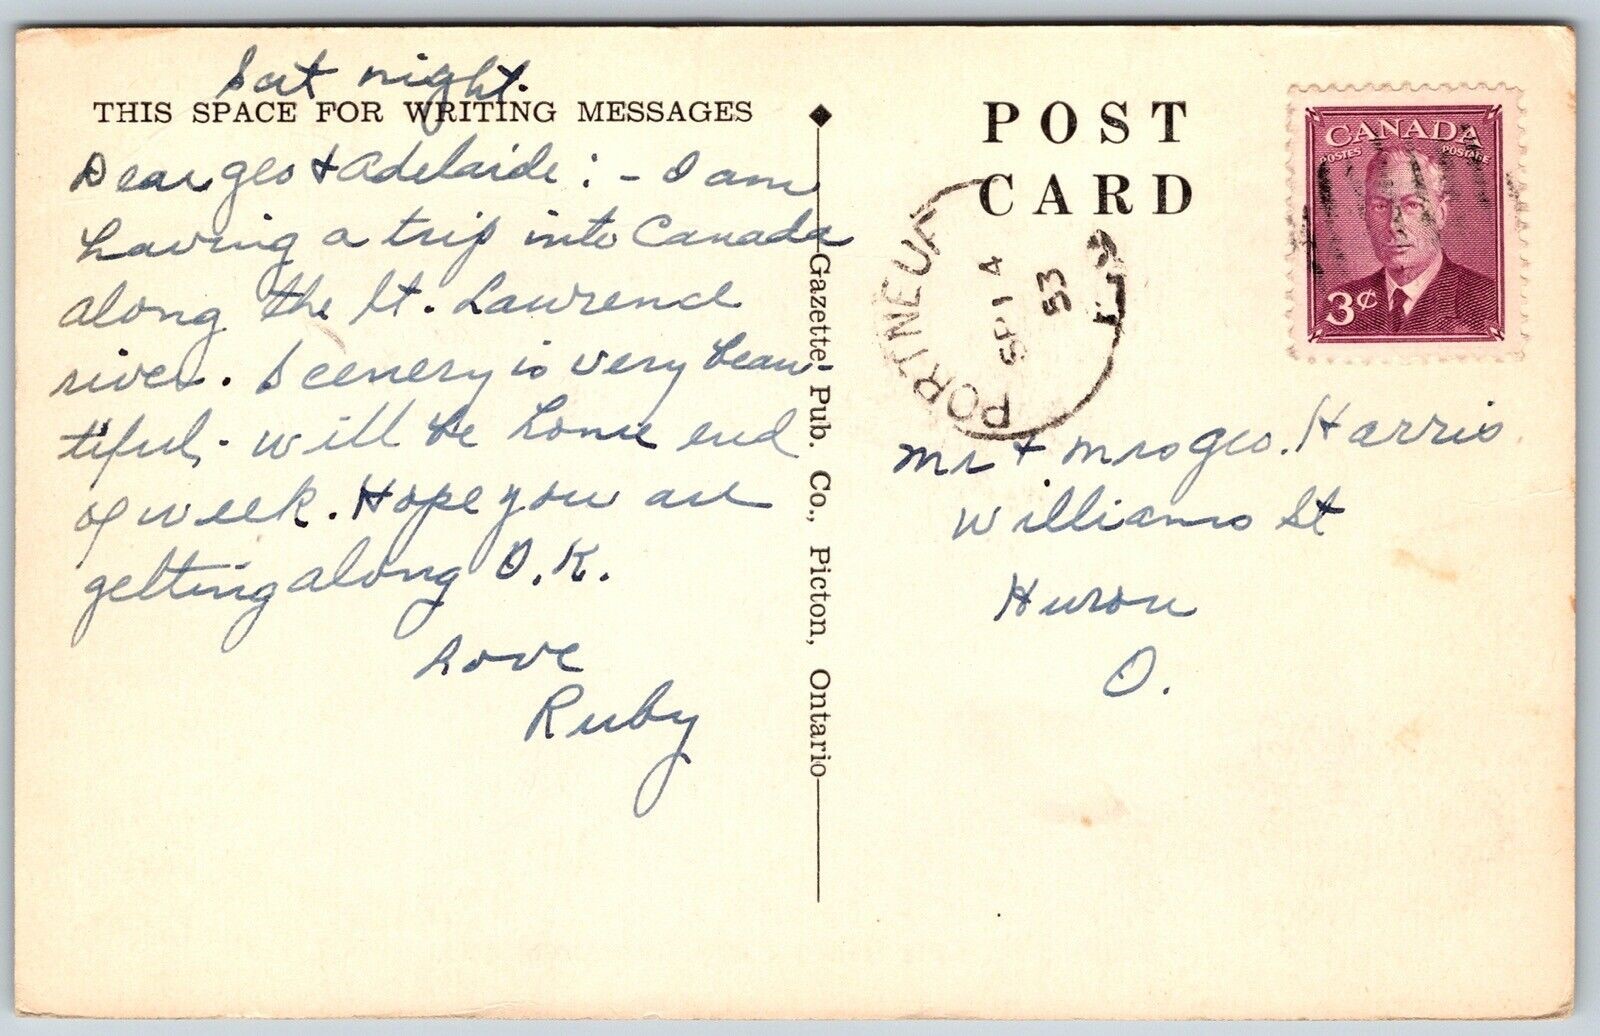 Sat night.
THIS SPACE FOR WRITING MESSAGES
Dear Geo & Adelaide: - I am
having a trip into Canada
along the St. Lawrence
river. Scenery is very beau-
tiful, - will be home end
of week. Hope you are
getting along O.K.
Love
Ruby
Gazette Pub. Co., Picton, Ontario
POST
CARD
PORTNEUF
SP 14
53
CANADA
POSTES POSTAGE
3¢
Mr & Mrs Geo. Harris
Williams St
Huron
O.